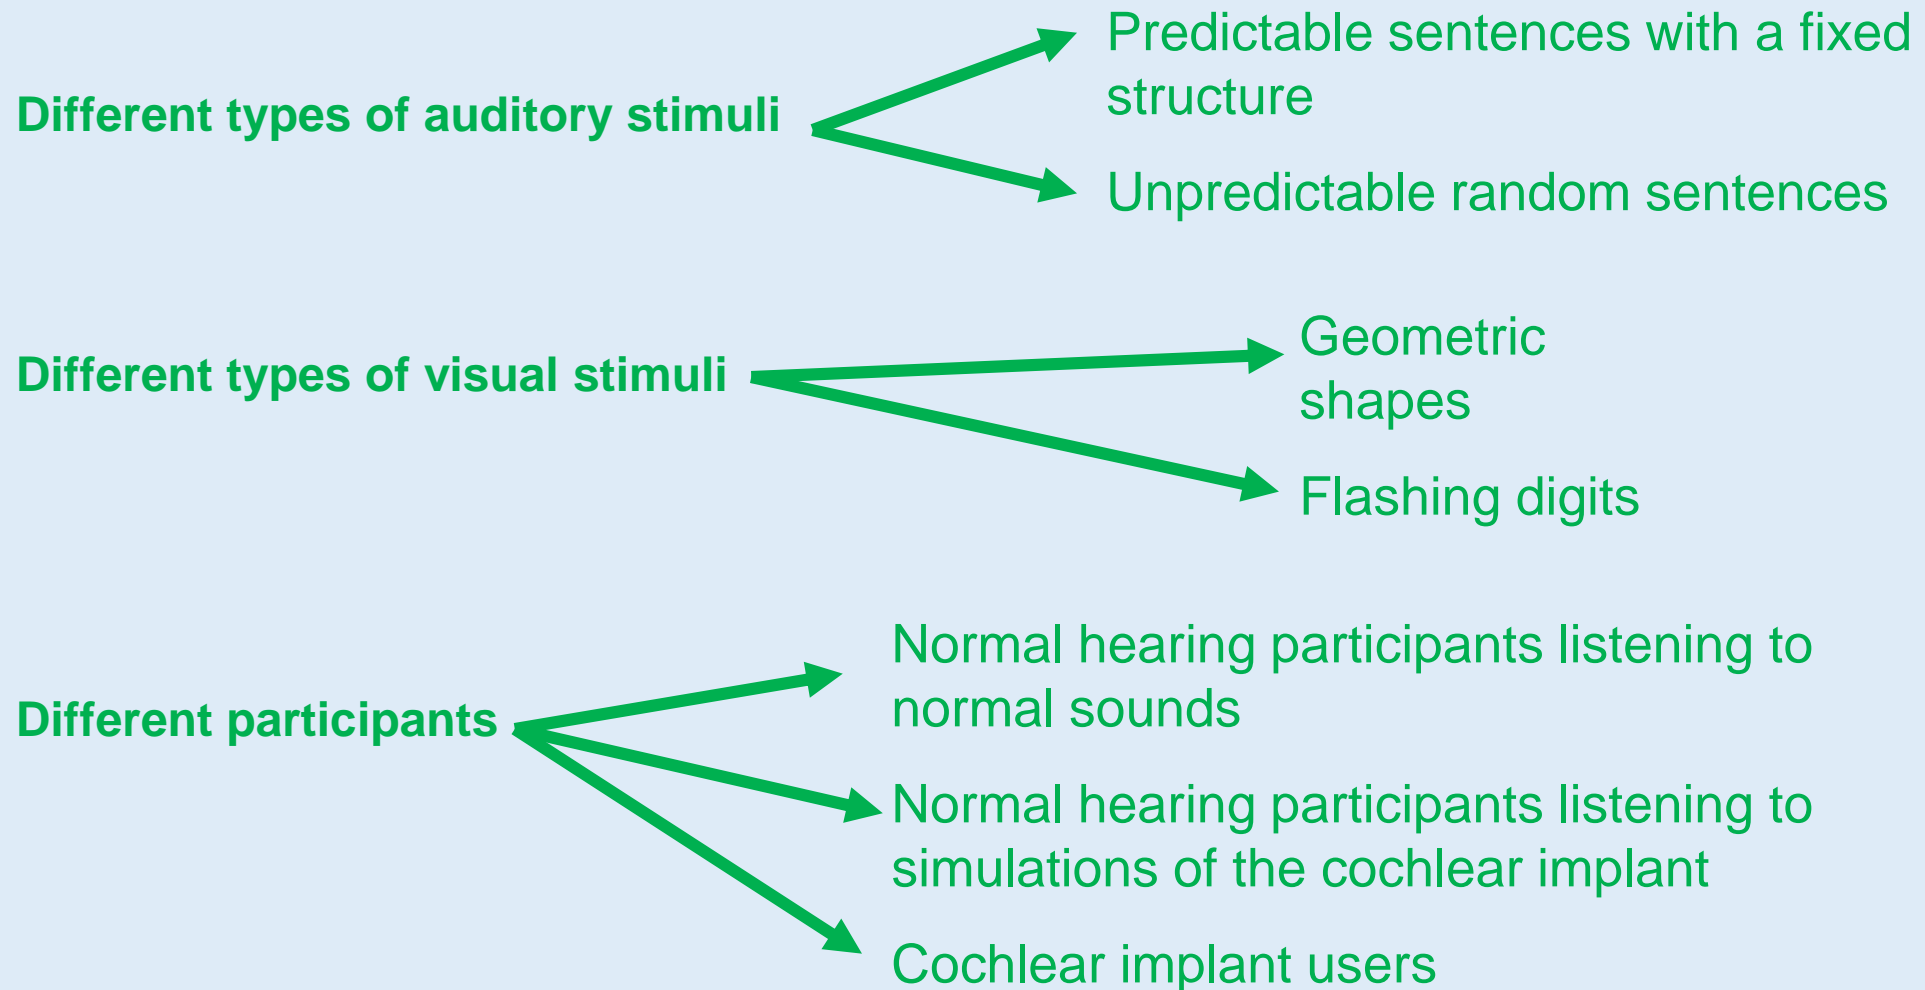 Different types of auditory stimuli
Predictable sentences with a fixed
structure
Unpredictable random sentences
Different types of visual stimuli
Geometric
shapes
Flashing digits
Different participants
Normal hearing participants listening to
normal sounds
Normal hearing participants listening to
simulations of the cochlear implant
Cochlear implant users